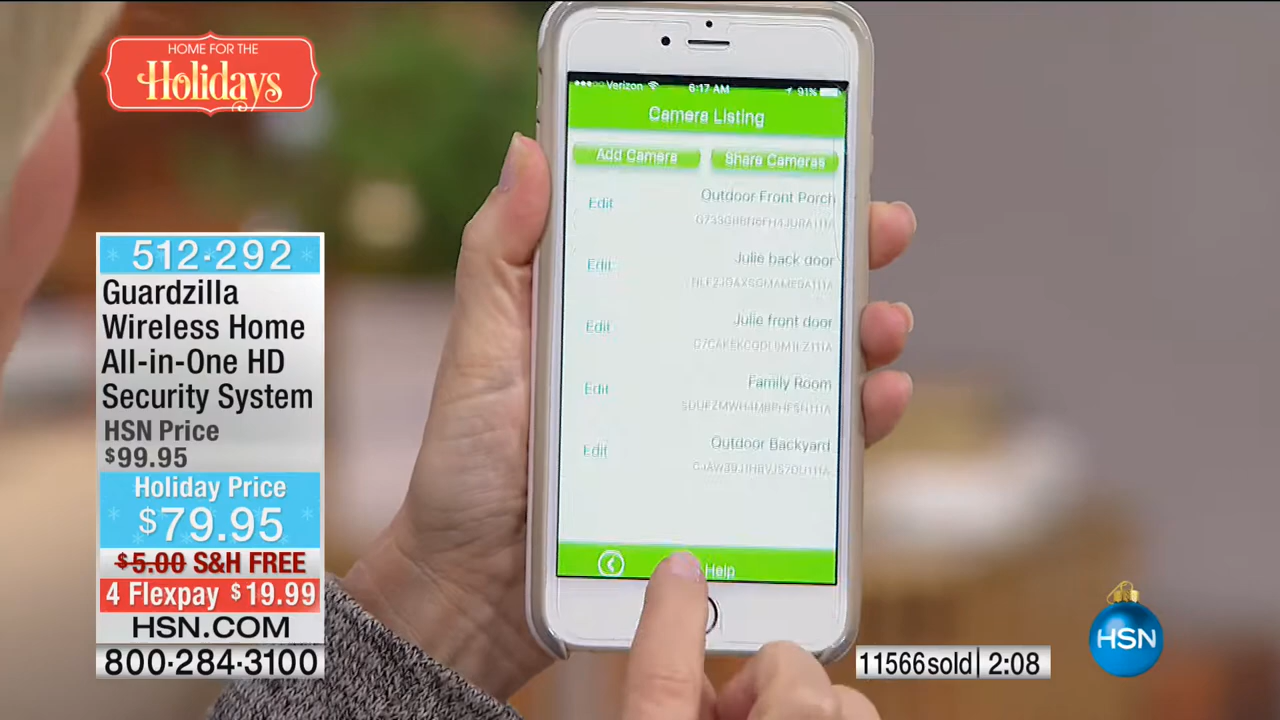 HOME FOR THE
Holidays
512-292
Guardzilla
Wireless Home
All-in-One HD
Security System
HSN Price
$99.95
Holiday Price
$79.95
$5.00 S&H FREE
4 Flexpay $19.99
HSN.COM
800-284-3100
Verizon 6:17 AM 91%
Camera Listing
Add Camera Share Cameras
Edit Outdoor Front Porch
Edit Julie back door
Edit Julie front door
Edit Family Room
Edit Outdoor Backyard
Help
11566sold 2:08
HSN